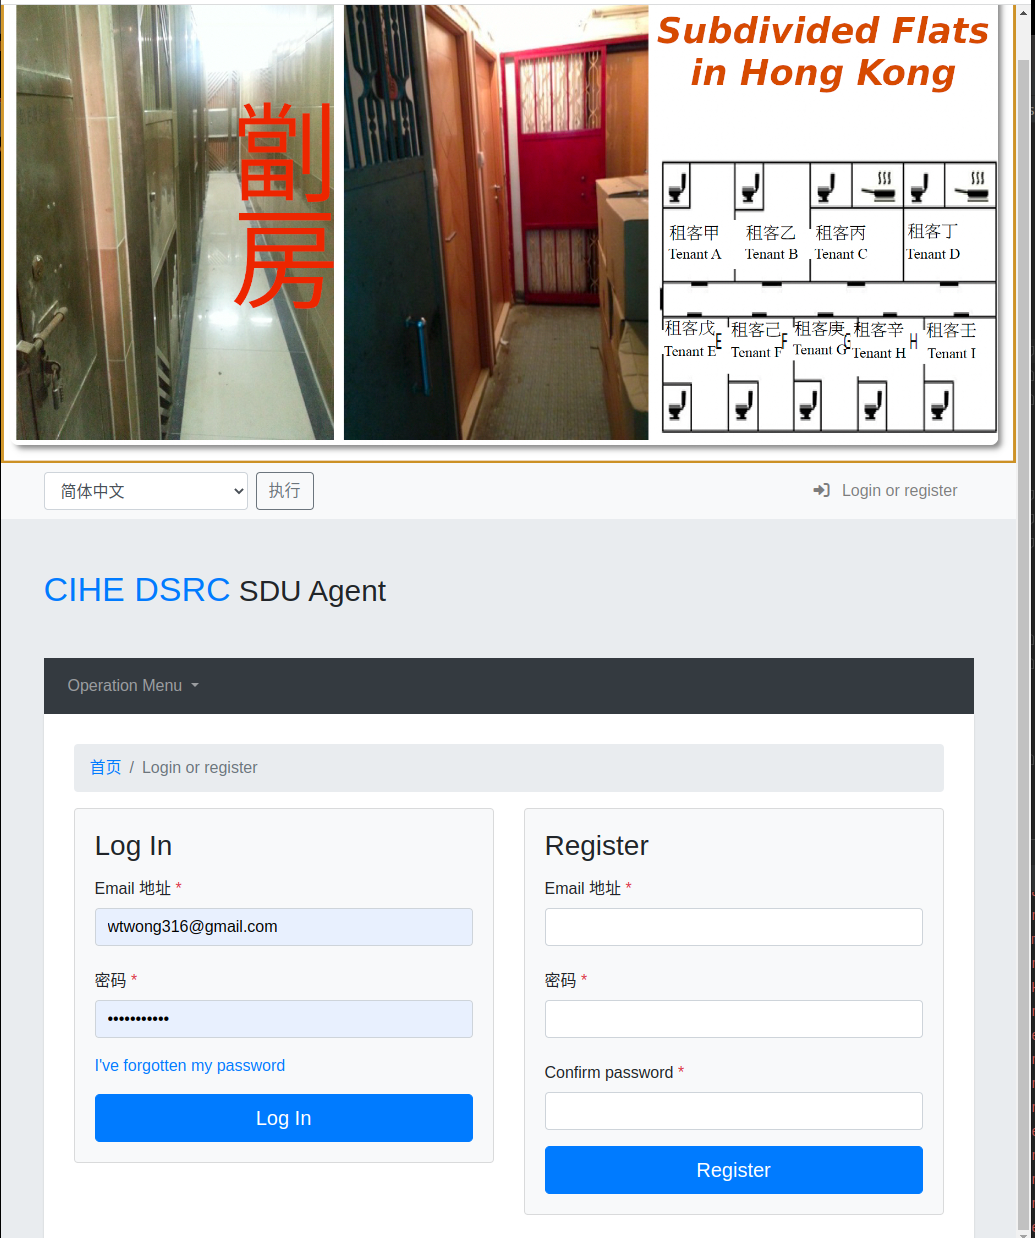 劏
房
Subdivided Flats
in Hong Kong
租客甲 租客乙 租客丙 租客丁
Tenant A Tenant B Tenant C Tenant D
租客戊 租客己 租客庚 租客辛 租客壬
E F G H
Tenant E Tenant F Tenant G Tenant H Tenant I
简体中文 执行 Login or register
CIHE DSRC SDU Agent
Operation Menu
首页 / Login or register
Log In
Email 地址 *
wtwong316@gmail.com
密码 *
•••••••••••
I've forgotten my password
Log In
Register
Email 地址 *
密码 *
Confirm password *
Register